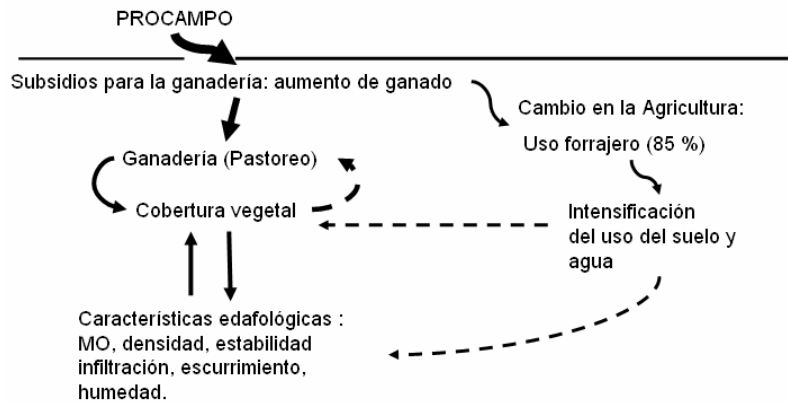 PROCAMPO
Subsidios para la ganadería: aumento de ganado
Cambio en la Agricultura:
Uso forrajero (85 %)
Ganadería (Pastoreo)
Cobertura vegetal
Intensificación
del uso del suelo y
agua
Características edafológicas :
MO, densidad, estabilidad
infiltración, escurrimiento,
humedad.